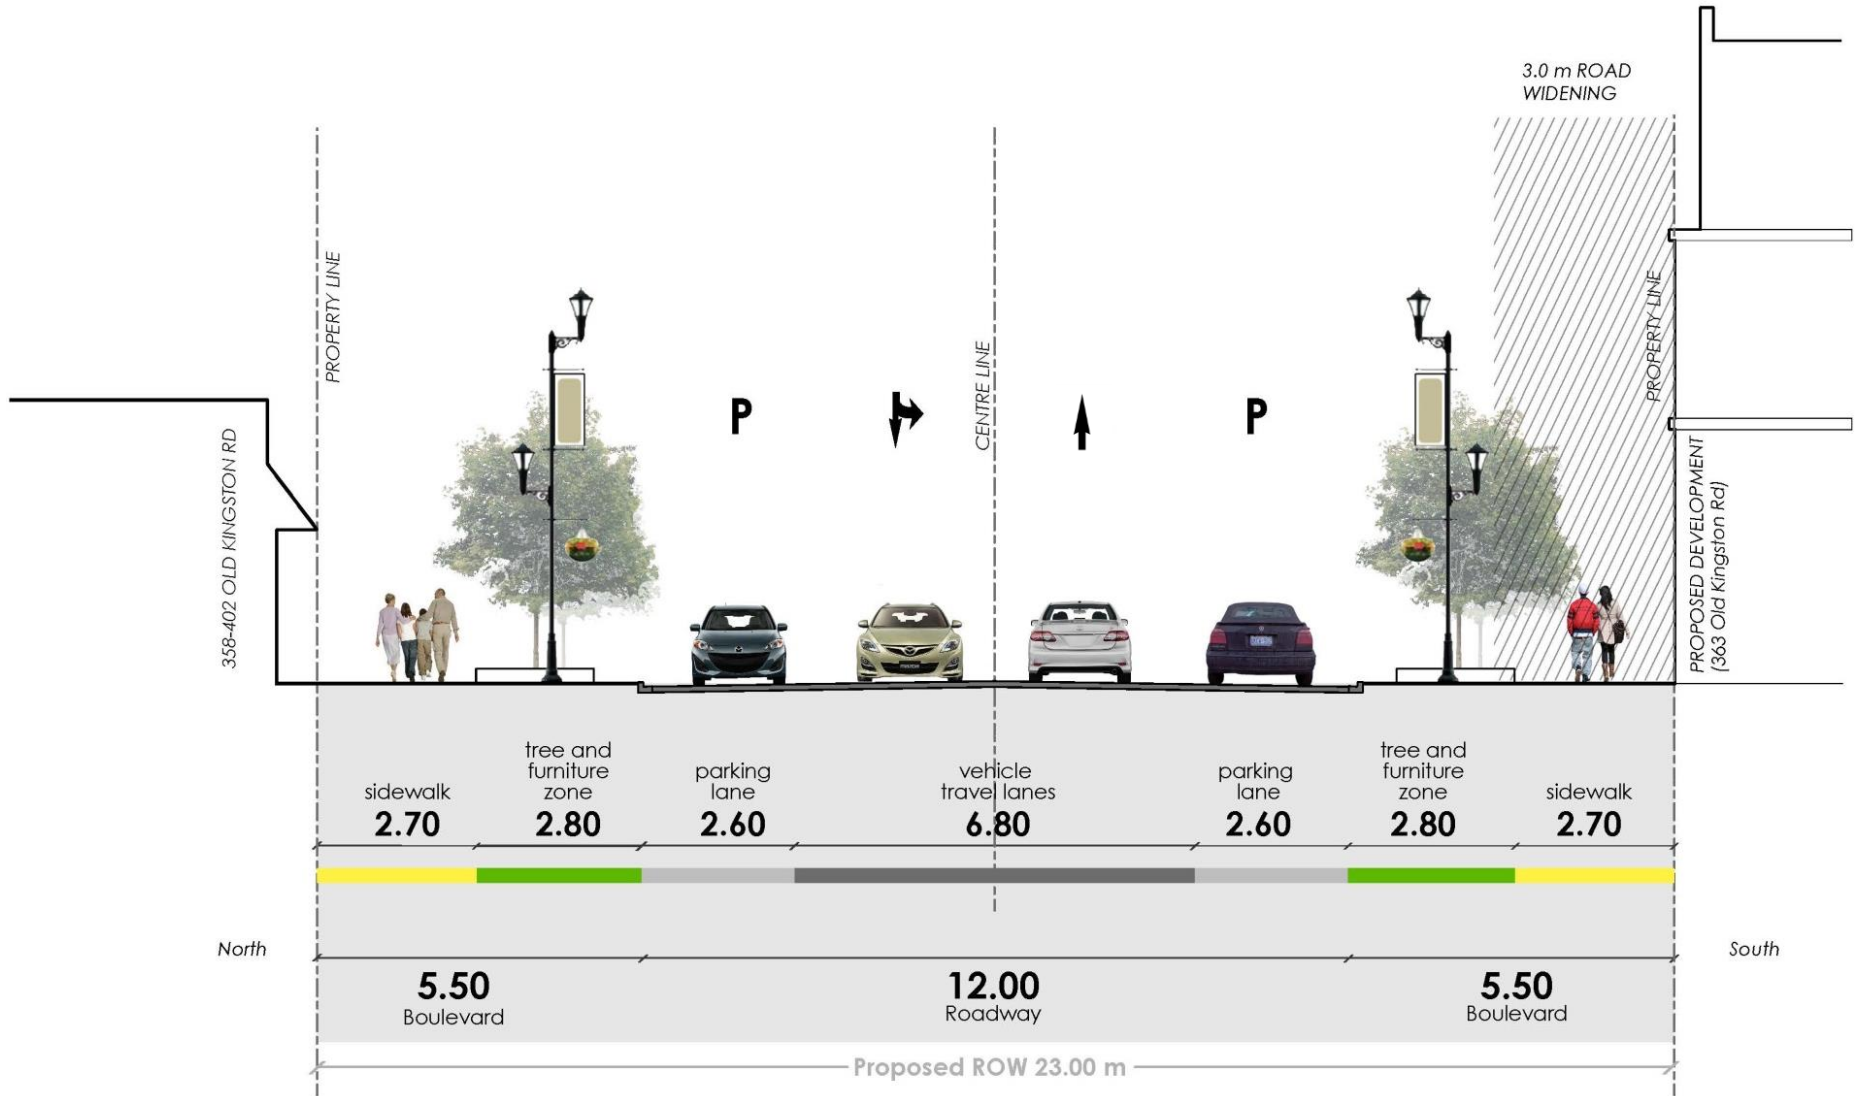 3.0 m ROAD
WIDENING
PROPERTY LINE
CENTRE LINE
PROPERTY LINE
358-402 OLD KINGSTON RD
PROPOSED DEVELOPMENT
(363 Old Kingston Rd)
P
P
sidewalk
2.70
tree and
furniture
zone
2.80
parking
lane
2.60
vehicle
travel lanes
6.80
parking
lane
2.60
tree and
furniture
zone
2.80
sidewalk
2.70
North
South
5.50
Boulevard
12.00
Roadway
5.50
Boulevard
Proposed ROW 23.00 m